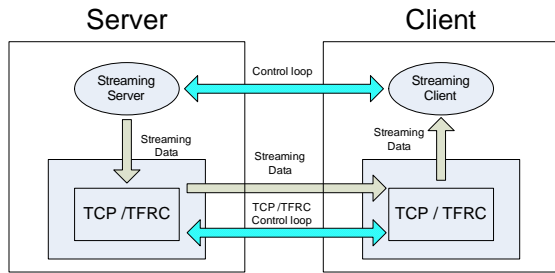 Server
Client
Streaming
Server
Control loop
Streaming
Client
Streaming
Data
Streaming
Data
Streaming
Data
TCP /TFRC
TCP /TFRC
Control loop
TCP / TFRC